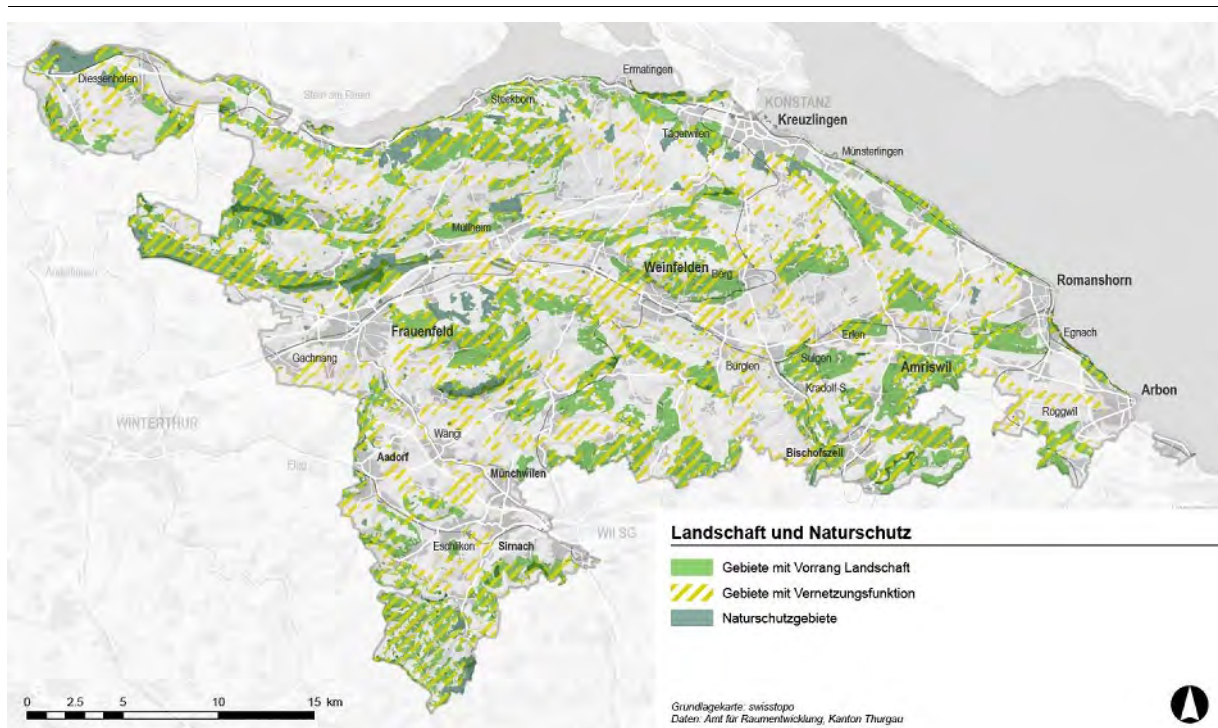 Ermatingen
Diessenhofen
Stein am Rhein
Steckborn
KONSTANZ
Kreuzlingen
Tägerwilen
Münsterlingen
Müllheim
Weinfelden
Berg
Romanshorn
Frauenfeld
Erlen
Egnach
Gachnang
Bürglen
Sulgen
Amriswil
Kradolf-S.
Arbon
Roggwil
WINTERTHUR
Wängi
Elgg
Aadorf
Bischofszell
Münchwilen
Eschlikon
Sirnach
Wil SG
Landschaft und Naturschutz
Gebiete mit Vorrang Landschaft
Gebiete mit Vernetzungsfunktion
Naturschutzgebiete
0 2.5 5 10 15 km
Grundlagekarte: swisstopo
Daten: Amt für Raumentwicklung, Kanton Thurgau